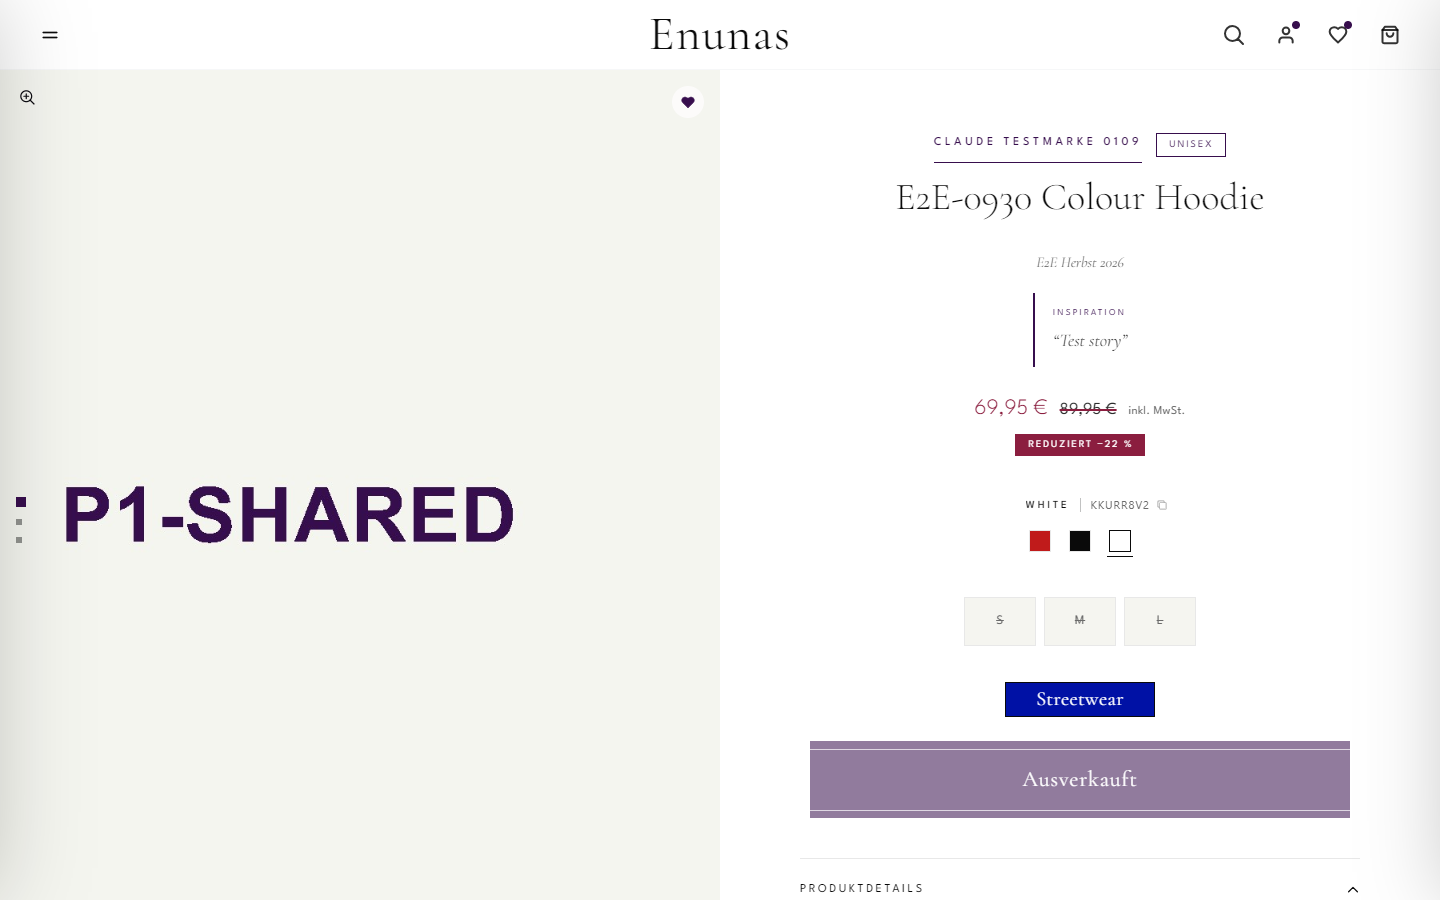 Enunas
CLAUDE TESTMARKE 0109 UNISEX
E2E-0930 Colour Hoodie
E2E Herbst 2026
INSPIRATION
“Test story”
69,95 € 89,95 € inkl. MwSt.
REDUZIERT −22 %
P1-SHARED
WHITE KKURR8V2
S M L
Streetwear
Ausverkauft
PRODUKTDETAILS